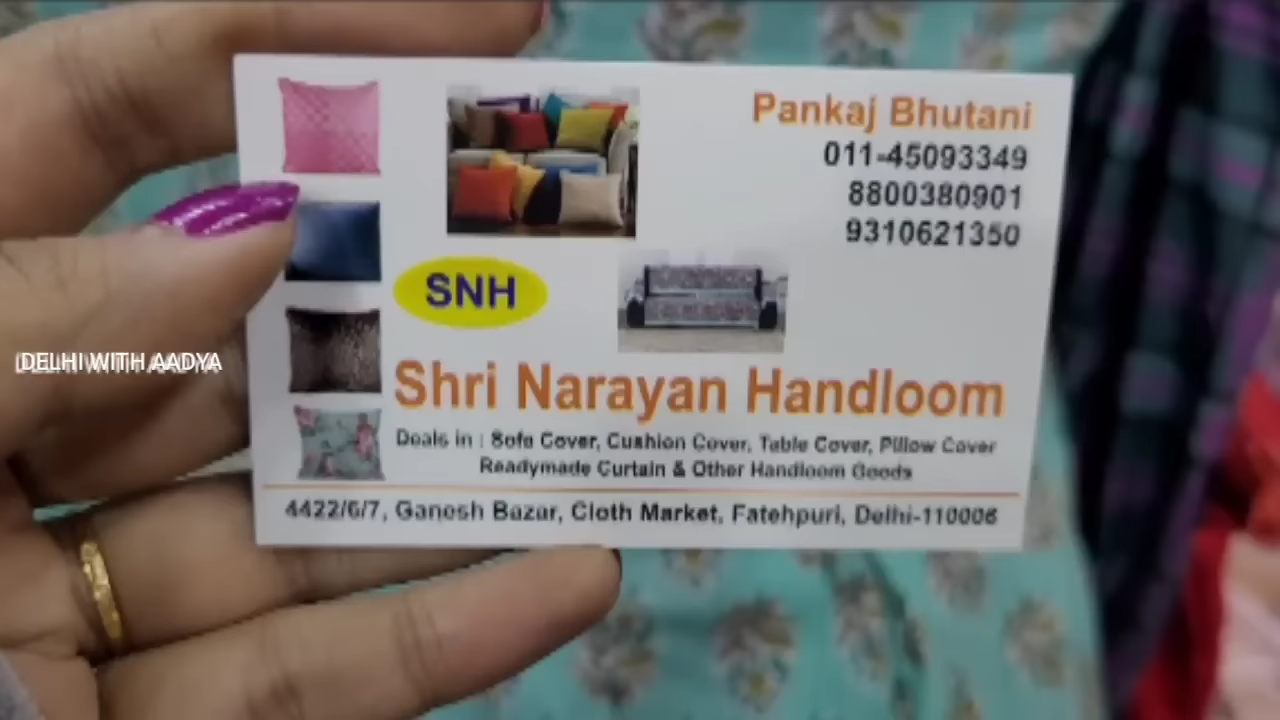 Pankaj Bhutani
011-45093349
8800380901
9310621350
SNH
DELHI WITH AADYA
Shri Narayan Handloom
Deals in : Sofa Cover, Cushion Cover, Table Cover, Pillow Cover
Readymade Curtain & Other Handloom Goods
4422/6/7, Ganesh Bazar, Cloth Market, Fatehpuri, Delhi-110006